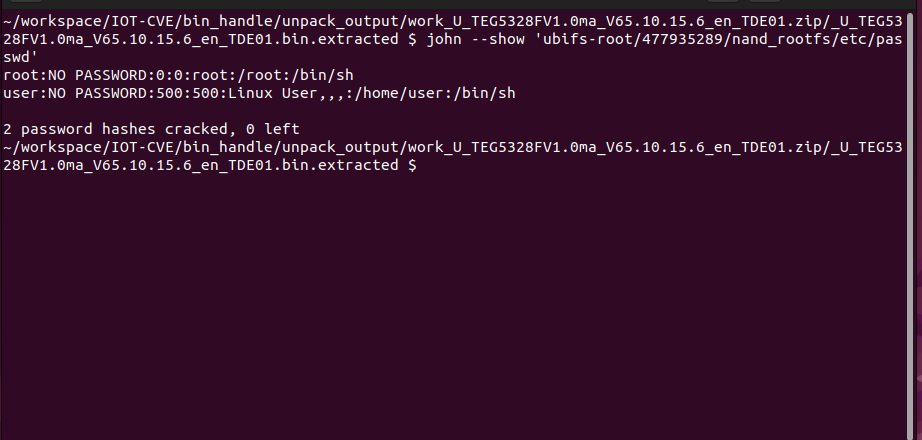 ~/workspace/IOT-CVE/bin_handle/unpack_output/work_U_TEG5328FV1.0ma_V65.10.15.6_en_TDE01.zip/_U_TEG53
28FV1.0ma_V65.10.15.6_en_TDE01.bin.extracted $ john --show 'ubifs-root/477935289/nand_rootfs/etc/pas
swd'
root:NO PASSWORD:0:0:root:/root:/bin/sh
user:NO PASSWORD:500:500:Linux User,,,:/home/user:/bin/sh

2 password hashes cracked, 0 left
~/workspace/IOT-CVE/bin_handle/unpack_output/work_U_TEG5328FV1.0ma_V65.10.15.6_en_TDE01.zip/_U_TEG53
28FV1.0ma_V65.10.15.6_en_TDE01.bin.extracted $